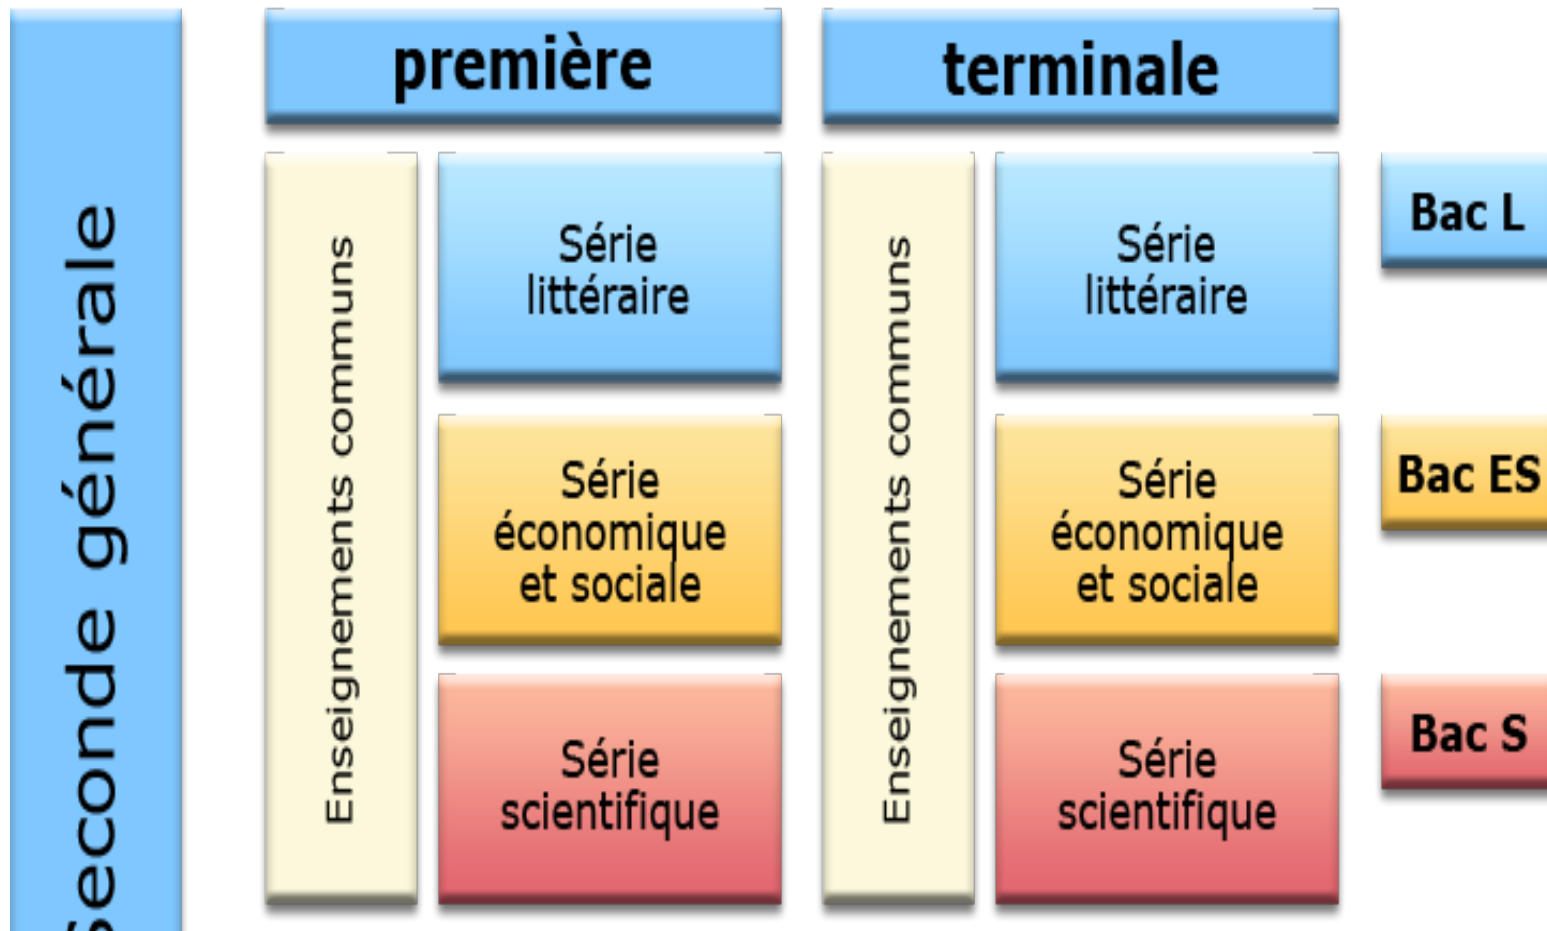 Seconde générale
première
terminale
Enseignements communs
Série
littéraire
Série
économique
et sociale
Série
scientifique
Enseignements communs
Série
littéraire
Série
économique
et sociale
Série
scientifique
Bac L
Bac ES
Bac S